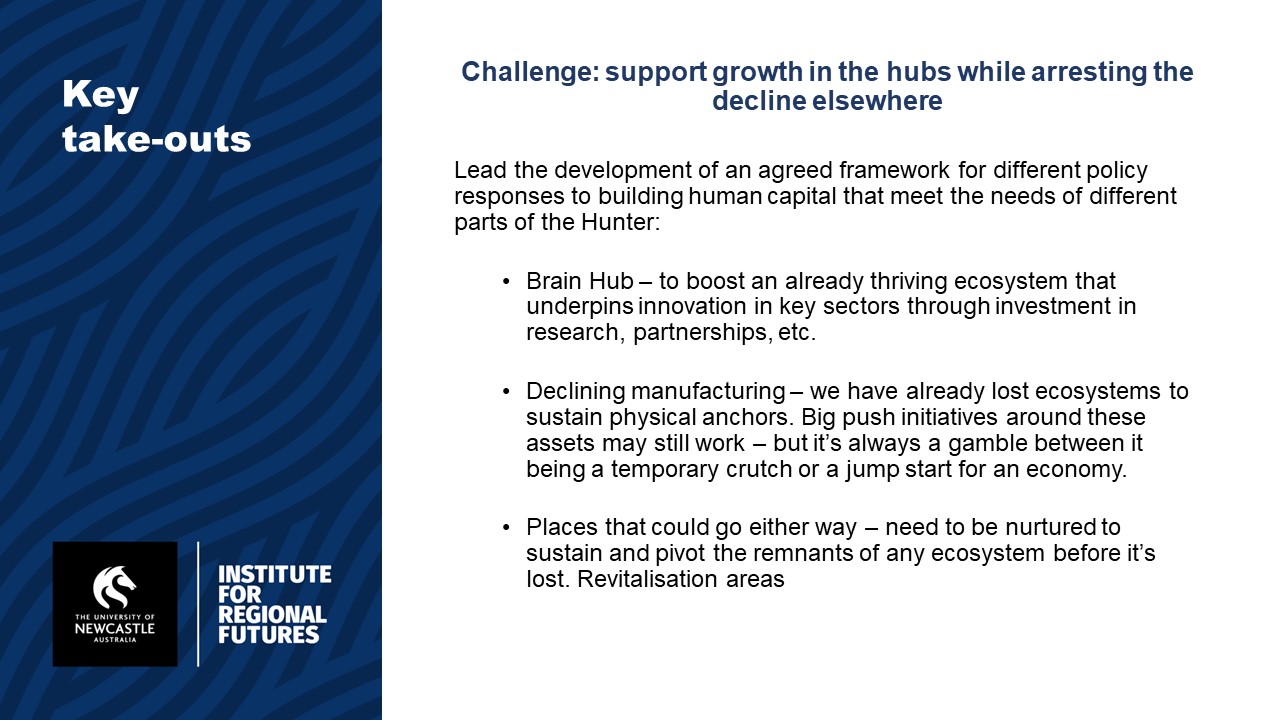 Key
take-outs
Challenge: support growth in the hubs while arresting the
decline elsewhere
Lead the development of an agreed framework for different policy
responses to building human capital that meet the needs of different
parts of the Hunter:
• Brain Hub – to boost an already thriving ecosystem that
underpins innovation in key sectors through investment in
research, partnerships, etc.
• Declining manufacturing – we have already lost ecosystems to
sustain physical anchors. Big push initiatives around these
assets may still work – but it’s always a gamble between it
being a temporary crutch or a jump start for an economy.
• Places that could go either way – need to be nurtured to
sustain and pivot the remnants of any ecosystem before it’s
lost. Revitalisation areas
THE UNIVERSITY OF
NEWCASTLE
AUSTRALIA
INSTITUTE
FOR
REGIONAL
FUTURES